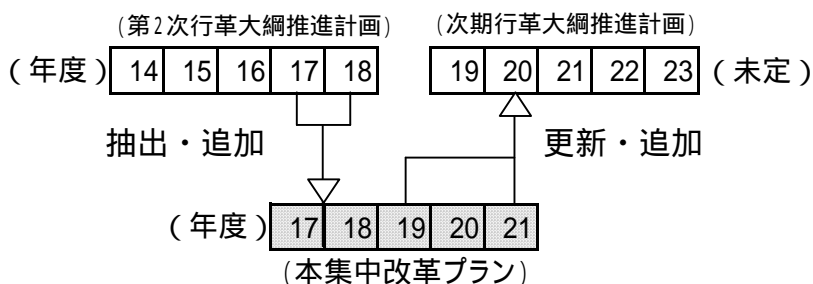 (第2次行革大綱推進計画) (次期行革大綱推進計画)
(年度) 14 15 16 17 18 19 20 21 22 23 (未定)
抽出・追加 更新・追加
(年度) 17 18 19 20 21
(本集中改革プラン)